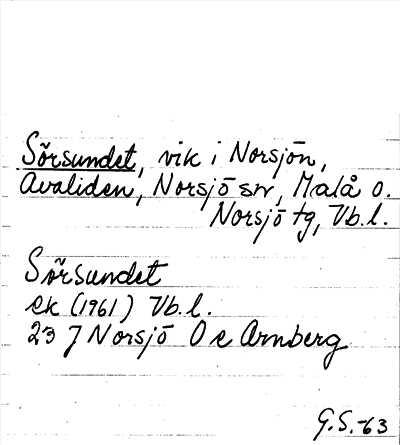 Sörsundet, vik i Norsjön,
Avaliden, Norsjö sn, Malå o.
Norsjö tg, Vb.l.
Sörsundet
ek (1961) Vb.l.
23 J Norsjö O e Arnberg
G.S.-63